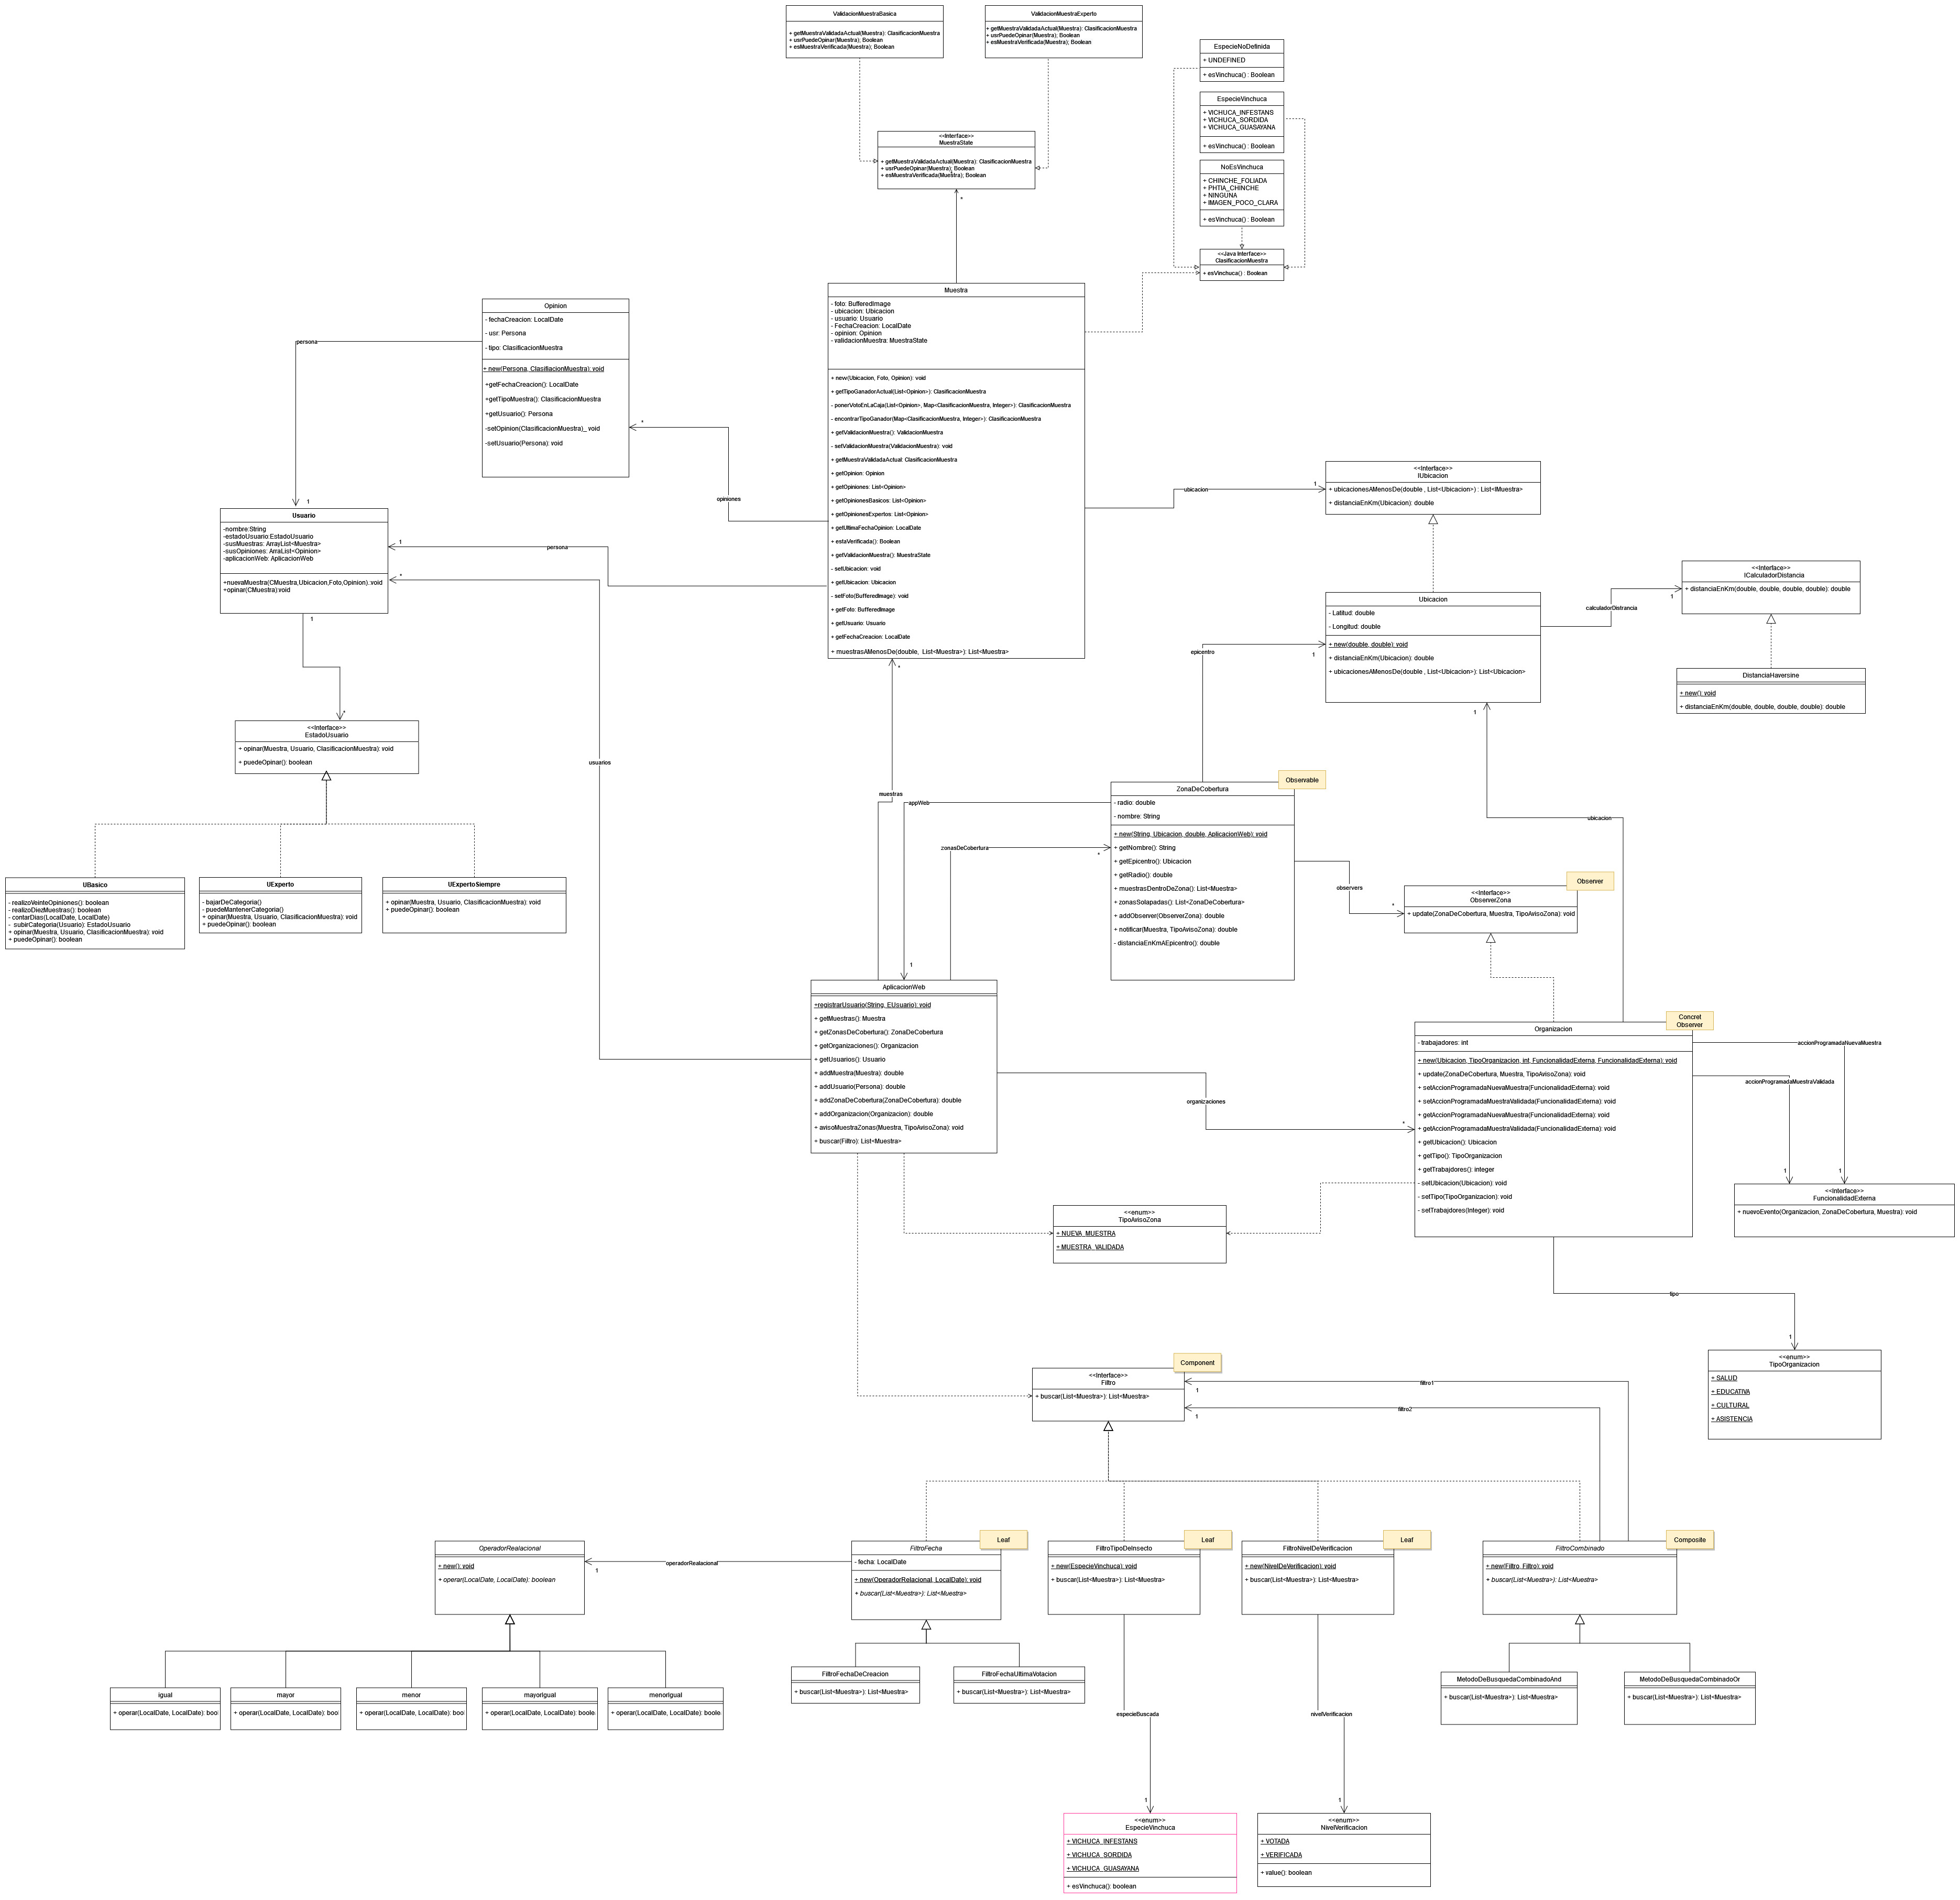 ValidacionMuestraBasica
+ getMuestraValidadaActual(Muestra): ClasificacionMuestra
+ usrPuedeOpinar(Muestra); Boolean
+ esMuestraVerificada(Muestra); Boolean
ValidacionMuestraExperto
+ getMuestraValidadaActual(Muestra): ClasificacionMuestra
+ usrPuedeOpinar(Muestra); Boolean
+ esMuestraVerificada(Muestra); Boolean
EspecieNoDefinida
+ UNDEFINED
+ esVinchuca() : Boolean
EspecieVinchuca
+ VICHUCA_INFESTANS
+ VICHUCA_SORDIDA
+ VICHUCA_GUASAYANA
+ esVinchuca() : Boolean
<<Interface>>
MuestraState
+ getMuestraValidadaActual(Muestra): ClasificacionMuestra
+ usrPuedeOpinar(Muestra); Boolean
+ esMuestraVerificada(Muestra); Boolean
*
NoEsVinchuca
+ CHINCHE_FOLIADA
+ PHTIA_CHINCHE
+ NINGUNA
+ IMAGEN_POCO_CLARA
+ esVinchuca() : Boolean
<<Java Interface>>
ClasificacionMuestra
+ esVinchuca() : Boolean
Muestra
- foto: BufferedImage
- ubicacion: Ubicacion
- usuario: Usuario
- FechaCreacion: LocalDate
- opinion: Opinion
- validacionMuestra: MuestraState
+ new(Ubicacion, Foto, Opinion): void
+ getTipoGanadorActual(List<Opinion>): ClasificacionMuestra
- ponerVotoEnLaCaja(List<Opinion>, Map<ClasificacionMuestra, Integer>): ClasificacionMuestra
- encontrarTipoGanador(Map<ClasificacionMuestra, Integer>): ClasificacionMuestra
+ getValidacionMuestra(): ValidacionMuestra
- setValidacionMuestra(ValidacionMuestra): void
+ getMuestraValidadaActual: ClasificacionMuestra
+ getOpinion: Opinion
+ getOpiniones: List<Opinion>
+ getOpinionesBasicos: List<Opinion>
+ getOpinionesExpertos: List<Opinion>
+ getUltimaFechaOpinion: LocalDate
+ estaVerificada(): Boolean
+ getValidacionMuestra(): MuestraState
- setUbicacion: void
+ getUbicacion: Ubicacion
- setFoto(BufferedImage): void
+ getFoto: BufferedImage
+ getUsuario: Usuario
+ getFechaCreacion: LocalDate
+ muestrasAMenosDe(double, List<Muestra>): List<Muestra>
Opinion
- fechaCreacion: LocalDate
- usr: Persona
- tipo: ClasificacionMuestra
+ new(Persona, ClasifiacionMuestra): void
+getFechaCreacion(): LocalDate
+getTipoMuestra(): ClasificacionMuestra
+getUsuario(): Persona
-setOpinion(ClasificacionMuestra)_ void
-setUsuario(Persona): void
persona
1
*
opiniones
ubicacion
1
<<Interface>>
IUbicacion
+ ubicacionesAMenosDe(double , List<Ubicacion>) : List<IMuestra>
+ distanciaEnKm(Ubicacion): double
Usuario
-nombre:String
-estadoUsuario:EstadoUsuario
-susMuestras: ArrayList<Muestra>
-susOpiniones: ArraList<Opinion>
-aplicacionWeb: AplicacionWeb
+nuevaMuestra(CMuestra,Ubicacion,Foto,Opinion):void
+opinar(CMuestra):void
1
persona
*
1
<<Interface>>
ICalculadorDistancia
+ distanciaEnKm(double, double, double, double): double
Ubicacion
- Latitud: double
- Longitud: double
+ new(double, double): void
+ distanciaEnKm(Ubicacion): double
+ ubicacionesAMenosDe(double , List<Ubicacion>): List<Ubicacion>
calculadorDistrancia
1
epicentro
1
1
DistanciaHaversine
+ new(): void
+ distanciaEnKm(double, double, double, double): double
*
*
<<Interface>>
EstadoUsuario
+ opinar(Muestra, Usuario, ClasificacionMuestra): void
+ puedeOpinar(): boolean
usuarios
muestras
UBasico
- realizoVeinteOpiniones(): boolean
- realizoDiezMuestras(): boolean
- contarDias(LocalDate, LocalDate)
- subirCategoria(Usuario): EstadoUsuario
+ opinar(Muestra, Usuario, ClasificacionMuestra): void
+ puedeOpinar(): boolean
UExperto
- bajarDeCategoria()
- puedeMantenerCategoria()
+ opinar(Muestra, Usuario, ClasificacionMuestra): void
+ puedeOpinar(): boolean
UExpertoSiempre
+ opinar(Muestra, Usuario, ClasificacionMuestra): void
+ puedeOpinar(): boolean
Observable
ZonaDeCobertura
- radio: double
- nombre: String
+ new(String, Ubicacion, double, AplicacionWeb): void
+ getNombre(): String
+ getEpicentro(): Ubicacion
+ getRadio(): double
+ muestrasDentroDeZona(): List<Muestra>
+ zonasSolapadas(): List<ZonaDeCobertura>
+ addObserver(ObserverZona): double
+ notificar(Muestra, TipoAvisoZona): double
- distanciaEnKmAEpicentro(): double
appWeb
zonasDeCobertura
*
1
ubicacion
observers
*
Observer
<<Interface>>
ObserverZona
+ update(ZonaDeCobertura, Muestra, TipoAvisoZona): void
AplicacionWeb
+registrarUsuario(String, EUsuario): void
+ getMuestras(): Muestra
+ getZonasDeCobertura(): ZonaDeCobertura
+ getOrganizaciones(): Organizacion
+ getUsuarios(): Usuario
+ addMuestra(Muestra): double
+ addUsuario(Persona): double
+ addZonaDeCobertura(ZonaDeCobertura): double
+ addOrganizacion(Organizacion): double
+ avisoMuestraZonas(Muestra, TipoAvisoZona): void
+ buscar(Filtro): List<Muestra>
organizaciones
*
Concret
Observer
Organizacion
- trabajadores: int
+ new(Ubicacion, TipoOrganizacion, int, FuncionalidadExterna, FuncionalidadExterna): void
+ update(ZonaDeCobertura, Muestra, TipoAvisoZona): void
+ setAccionProgramadaNuevaMuestra(FuncionalidadExterna): void
+ setAccionProgramadaMuestraValidada(FuncionalidadExterna): void
+ getAccionProgramadaNuevaMuestra(FuncionalidadExterna): void
+ getAccionProgramadaMuestraValidada(FuncionalidadExterna): void
+ getUbicacion(): Ubicacion
+ getTipo(): TipoOrganizacion
+ getTrabajdores(): integer
- setUbicacion(Ubicacion): void
- setTipo(TipoOrganizacion): void
- setTrabajdores(Integer): void
accionProgramadaNuevaMuestra
accionProgramadaMuestraValidada
1
1
<<Interface>>
FuncionalidadExterna
+ nuevoEvento(Organizacion, ZonaDeCobertura, Muestra): void
<<enum>>
TipoAvisoZona
+ NUEVA_MUESTRA
+ MUESTRA_VALIDADA
tipo
1
<<enum>>
TipoOrganizacion
+ SALUD
+ EDUCATIVA
+ CULTURAL
+ ASISTENCIA
Component
<<Interface>>
Filtro
+ buscar(List<Muestra>): List<Muestra>
filtro1
1
filtro2
1
OperadorRealacional
+ new(): void
+ operar(LocalDate, LocalDate): boolean
operadorRealacional
1
Leaf
FiltroFecha
- fecha: LocalDate
+ new(OperadorRelacional, LocalDate): void
+ buscar(List<Muestra>): List<Muestra>
Leaf
FiltroTipoDeInsecto
+ new(EspecieVinchuca): void
+ buscar(List<Muestra>): List<Muestra>
Leaf
FiltroNivelDeVerificacion
+ new(NivelDeVerificacion): void
+ buscar(List<Muestra>): List<Muestra>
Composite
FiltroCombinado
+ new(Filtro, Filtro): void
+ buscar(List<Muestra>): List<Muestra>
igual
+ operar(LocalDate, LocalDate): bool
mayor
+ operar(LocalDate, LocalDate): bool
menor
+ operar(LocalDate, LocalDate): bool
mayorIgual
+ operar(LocalDate, LocalDate): boole
menorIgual
+ operar(LocalDate, LocalDate): boole
FiltroFechaDeCreacion
+ buscar(List<Muestra>): List<Muestra>
FiltroFechaUltimaVotacion
+ buscar(List<Muestra>): List<Muestra>
MetodoDeBusquedaCombinadoAnd
+ buscar(List<Muestra>): List<Muestra>
MetodoDeBusquedaCombinadoOr
+ buscar(List<Muestra>): List<Muestra>
especieBuscada
1
nivelVerificacion
1
<<enum>>
EspecieVinchuca
+ VICHUCA_INFESTANS
+ VICHUCA_SORDIDA
+ VICHUCA_GUASAYANA
+ esVinchuca(): boolean
<<enum>>
NivelVerificacion
+ VOTADA
+ VERIFICADA
+ value(): boolean